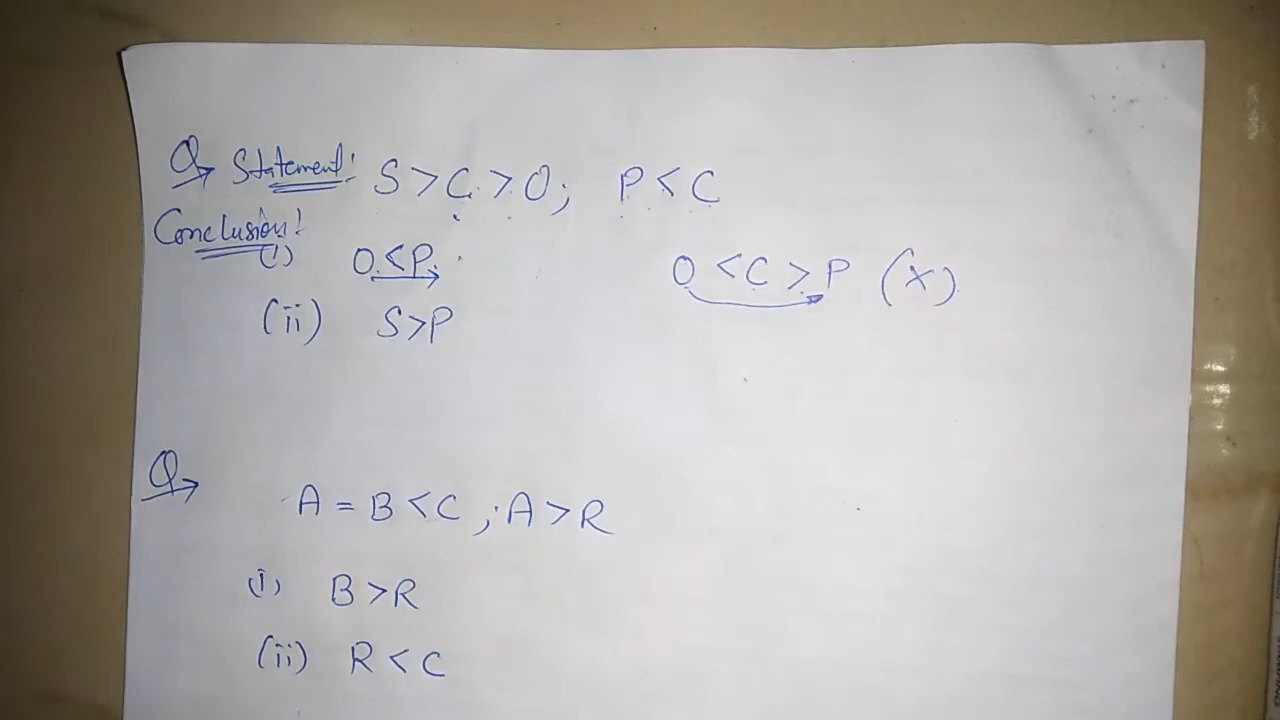 Q→ Statement: S > C > O; P < C
Conclusion!
(i) O < P
O < C > P (×)
(ii) S>P
Q→
A = B < C ; A > R
(i) B > R
(ii) R < C